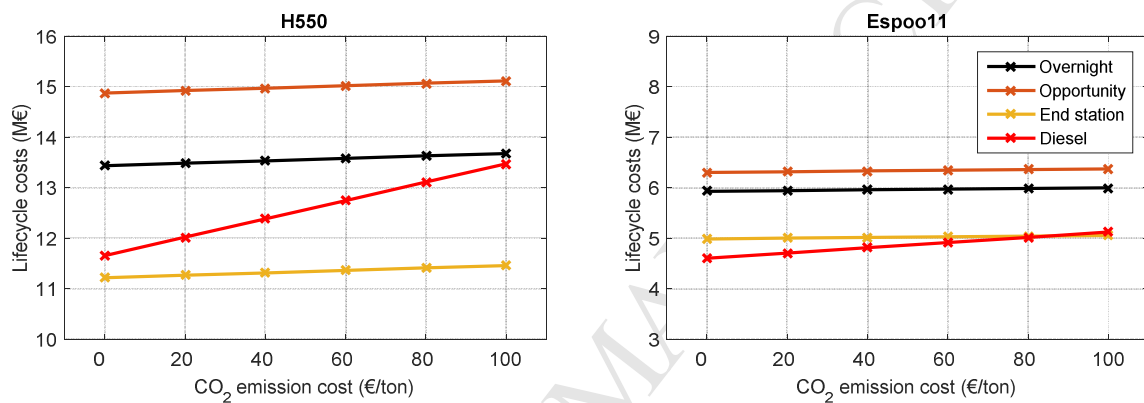 H550
16
15
14
13
12
11
10
Lifecycle costs (M€)
0 20 40 60 80 100
CO2 emission cost (€/ton)
Espoo11
9
8
7
6
5
4
3
Lifecycle costs (M€)
0 20 40 60 80 100
CO2 emission cost (€/ton)
Overnight
Opportunity
End station
Diesel